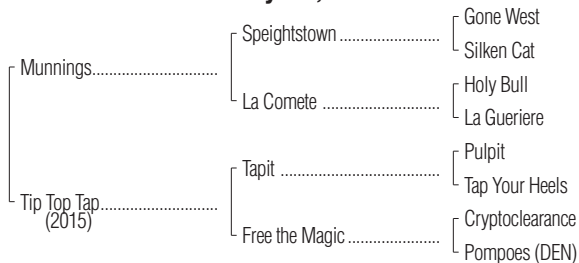 Gone West
Speightstown ....................
Silken Cat
Munnings.........................
Holy Bull
La Comete .......................
La Gueriere
Pulpit
Tapit ................................
Tap Your Heels
Tip Top Tap.......................
(2015)
Cryptoclearance
Free the Magic..................
Pompoes (DEN)